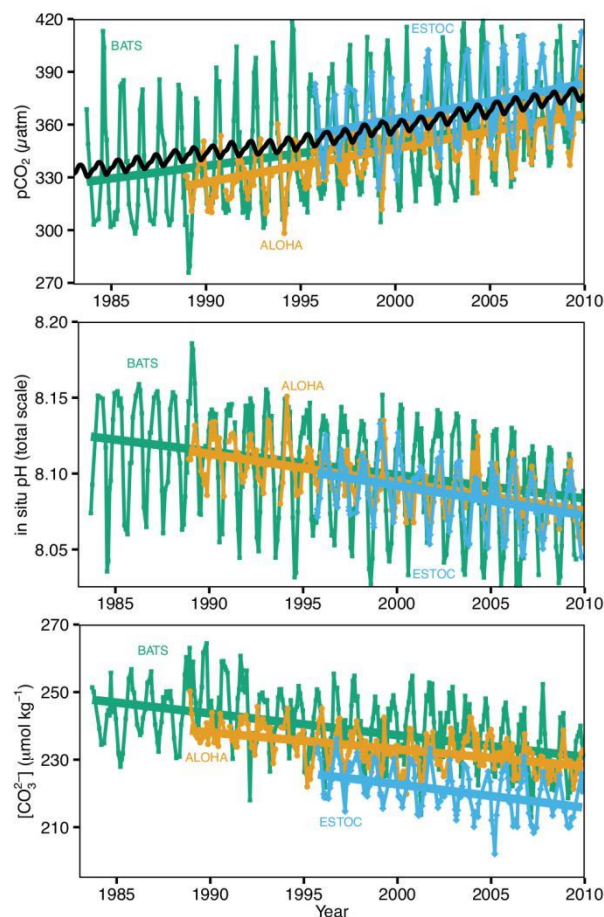 420
390
360
330
300
270
pCO₂ (µatm)
BATS
ESTOC
ALOHA
1985 1990 1995 2000 2005 2010
8.20
8.15
8.10
8.05
in situ pH (total scale)
BATS
ALOHA
ESTOC
1985 1990 1995 2000 2005 2010
270
250
230
210
[CO₃²⁻] (µmol kg⁻¹)
BATS
ALOHA
ESTOC
1985 1990 1995 2000 2005 2010
Year